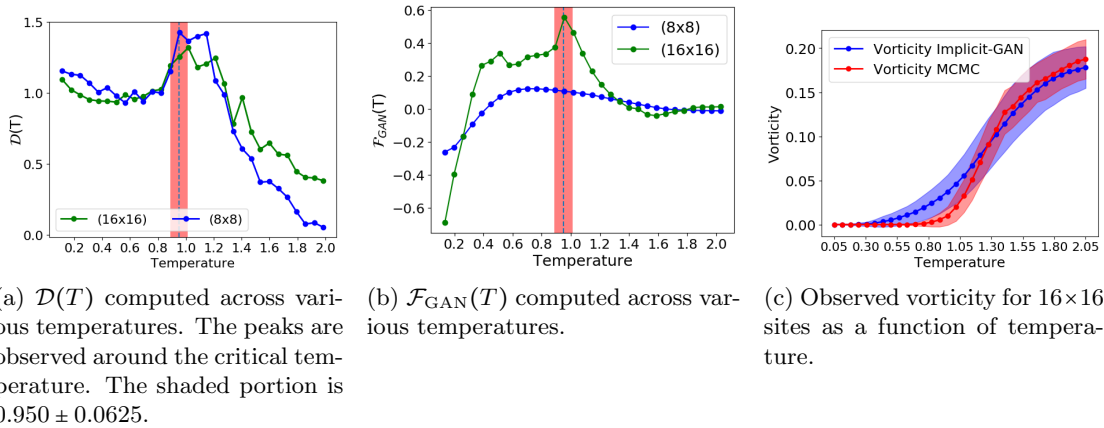 1.5
1.0
0.5
0.0
𝒟(T)
(16x16)
(8x8)
0.2 0.4 0.6 0.8 1.0 1.2 1.4 1.6 1.8 2.0
Temperature
0.6
0.4
0.2
0.0
−0.2
−0.4
−0.6
ℱGAN(T)
(8x8)
(16x16)
0.2 0.4 0.6 0.8 1.0 1.2 1.4 1.6 1.8 2.0
Temperature
0.20
0.15
0.10
0.05
0.00
Vorticity
Vorticity Implicit-GAN
Vorticity MCMC
0.05 0.30 0.55 0.80 1.05 1.30 1.55 1.80 2.05
Temperature
(a) 𝒟(T) computed across vari-
ous temperatures. The peaks are
observed around the critical tem-
perature. The shaded portion is
0.950 ± 0.0625.
(b) ℱGAN(T) computed across var-
ious temperatures.
(c) Observed vorticity for 16×16
sites as a function of tempera-
ture.